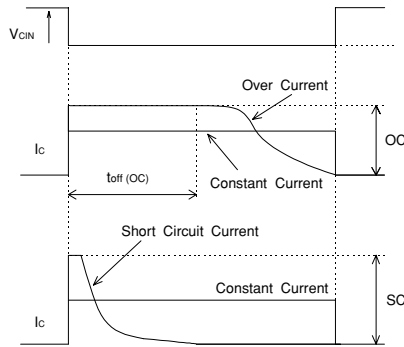 VCIN
Over Current
IC
OC
toff (OC)
Constant Current
Short Circuit Current
Constant Current
SC
IC